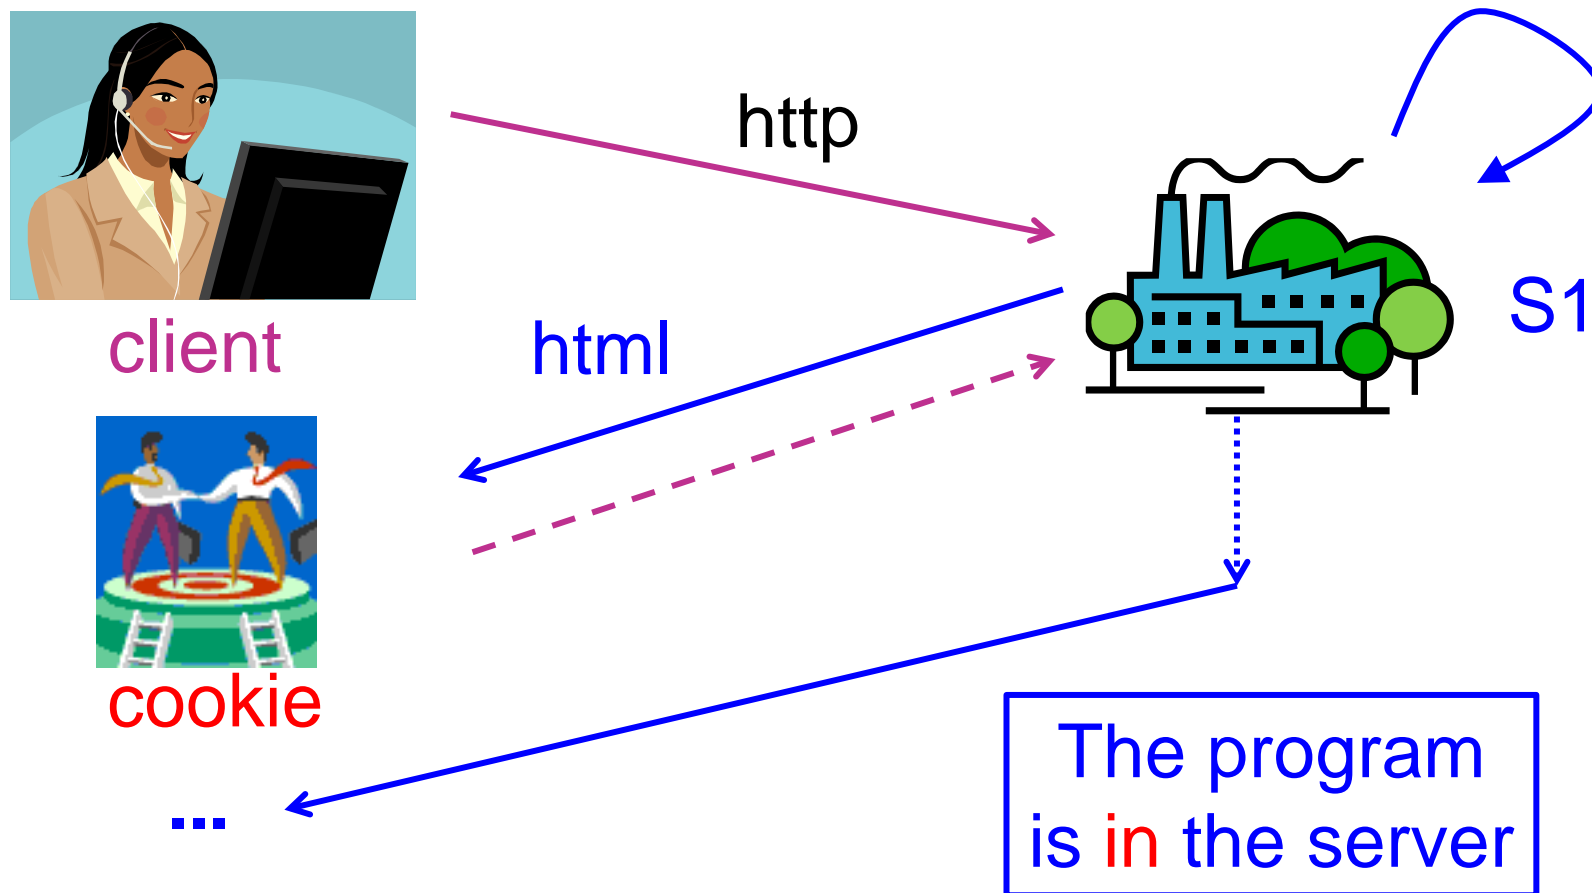 http
S1
client
html
cookie
...
The program
is in the server